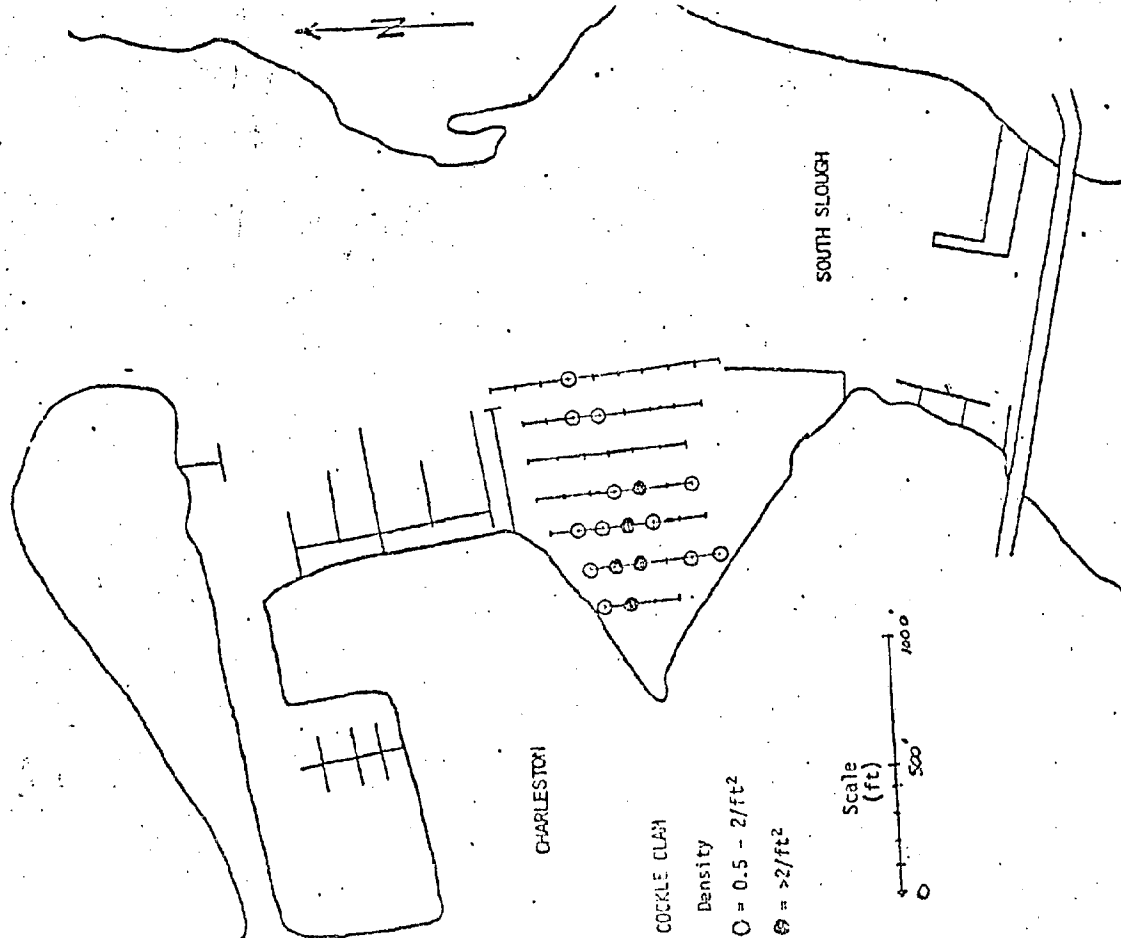 N
SOUTH SLOUGH
CHARLESTON
COCKLE CLAM
Density
O = 0.5 - 2/ft²
= >2/ft²
Scale
(ft)
0 500' 1000'